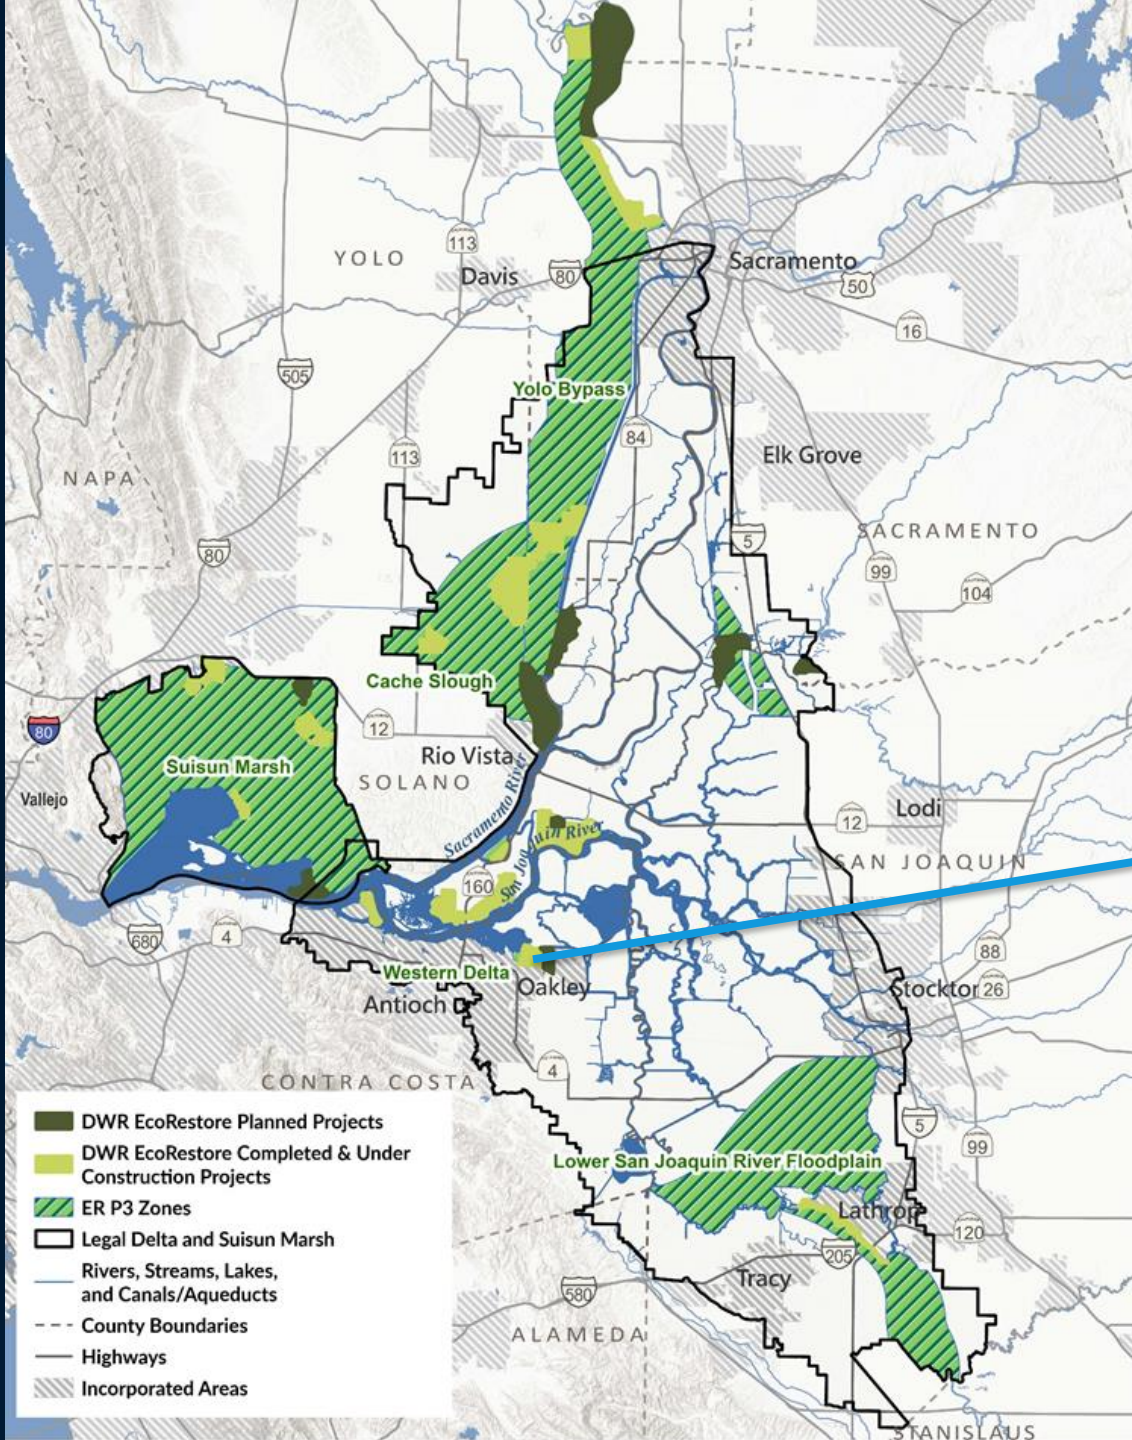 YOLO
113
Davis
80
Sacramento
50
16
505
Yolo Bypass
84
113
Elk Grove
NAPA
80
5
SACRAMENTO
99
104
Cache Slough
12
80
Rio Vista
Suisun Marsh
SOLANO
Vallejo
Sacramento River
San Joaquin River
160
Lodi
12
SAN JOAQUIN
680
4
88
Western Delta
Oakley
Stockton
26
Antioch
4
CONTRA COSTA
5
99
Lower San Joaquin River Floodplain
Lathrop
120
205
Tracy
580
ALAMEDA
STANISLAUS
DWR EcoRestore Planned Projects
DWR EcoRestore Completed & Under
Construction Projects
ER P3 Zones
Legal Delta and Suisun Marsh
Rivers, Streams, Lakes,
and Canals/Aqueducts
County Boundaries
Highways
Incorporated Areas